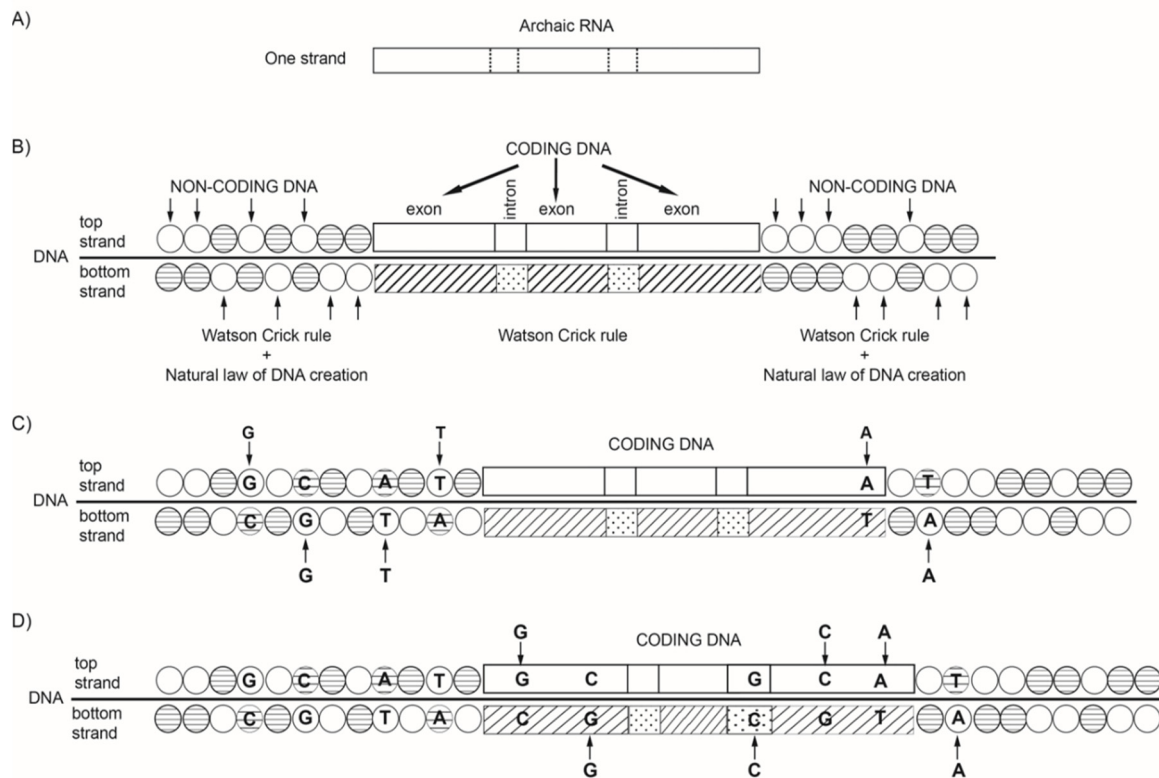 A)
Archaic RNA
One strand
B)
CODING DNA
NON-CODING DNA
NON-CODING DNA
exon intron exon intron exon
top
strand
DNA
bottom
strand
Watson Crick rule
+
Natural law of DNA creation
Watson Crick rule
Watson Crick rule
+
Natural law of DNA creation
C)
G T A
CODING DNA
top
strand
G C A T A T
DNA
bottom
strand
C G T A T A
G T A
D)
G C A
CODING DNA
top
strand
G C A T G C G C A T
DNA
bottom
strand
C G T A C G C G T A
G C A